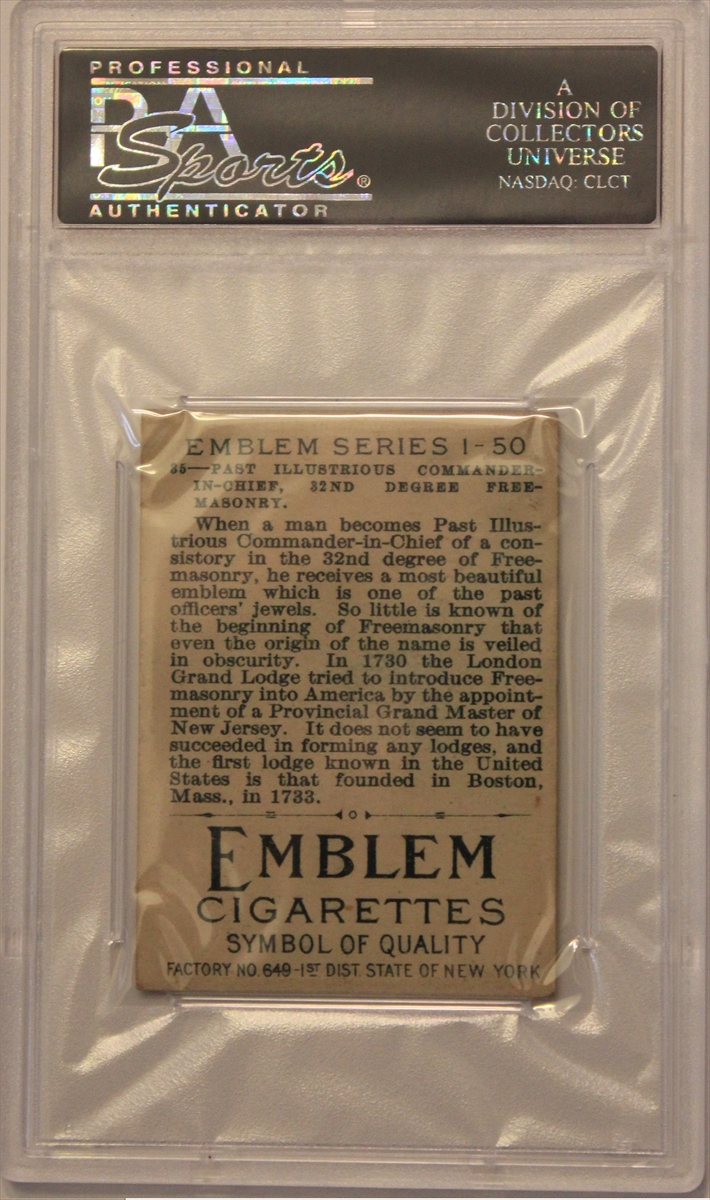 PROFESSIONAL
PSA
Sports®
AUTHENTICATOR
A
DIVISION OF
COLLECTORS
UNIVERSE
NASDAQ: CLCT
EMBLEM SERIES 1-50
35—PAST ILLUSTRIOUS COMMANDER-
IN-CHIEF, 32ND DEGREE FREE-
MASONRY.
When a man becomes Past Illus-
trious Commander-in-Chief of a con-
sistory in the 32nd degree of Free-
masonry, he receives a most beautiful
emblem which is one of the past
officers' jewels. So little is known of
the beginning of Freemasonry that
even the origin of the name is veiled
in obscurity. In 1730 the London
Grand Lodge tried to introduce Free-
masonry into America by the appoint-
ment of a Provincial Grand Master of
New Jersey. It does not seem to have
succeeded in forming any lodges, and
the first lodge known in the United
States is that founded in Boston,
Mass., in 1733.
EMBLEM
CIGARETTES
SYMBOL OF QUALITY
FACTORY NO. 649-1ST DIST. STATE OF NEW YORK